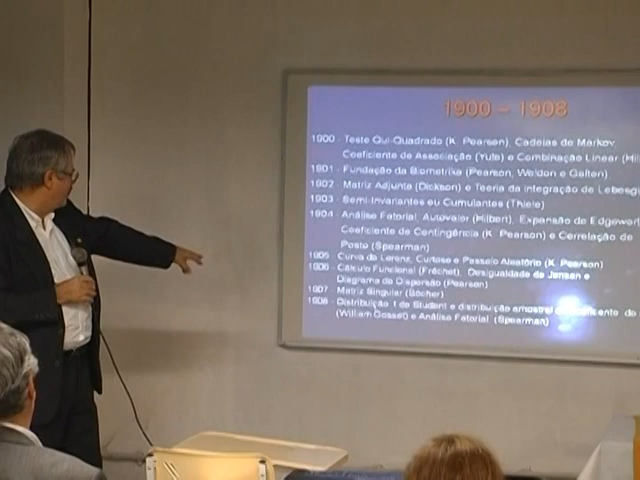 1900 – 1908
1900 - Teste Qui-Quadrado (K. Pearson), Cadeias de Markov,
Coeficiente de Associação (Yule) e Combinação Linear (Hil
1901 - Fundação da Biometrika (Pearson, Weldon e Galton)
1902 - Matriz Adjunta (Dickson) e Teoria da Integração de Lebesgu
1903 - Semi-Invariantes ou Cumulantes (Thiele)
1904 - Análise Fatorial, Autovalor (Hilbert), Expansão de Edgewort
Coeficiente de Contingência (K. Pearson) e Correlação de
Posto (Spearman)
1905 - Curva de Lorenz, Curtose e Passeio Aleatório (K. Pearson)
1906 - Cálculo Funcional (Fréchet), Desigualdade de Jensen e
Diagrama de Dispersão (Pearson)
1907 - Matriz Singular (Bôcher)
1908 - Distribuição t de Student e distribuição amostral de
(William Gosset) e Análise Fatorial (Spearman)